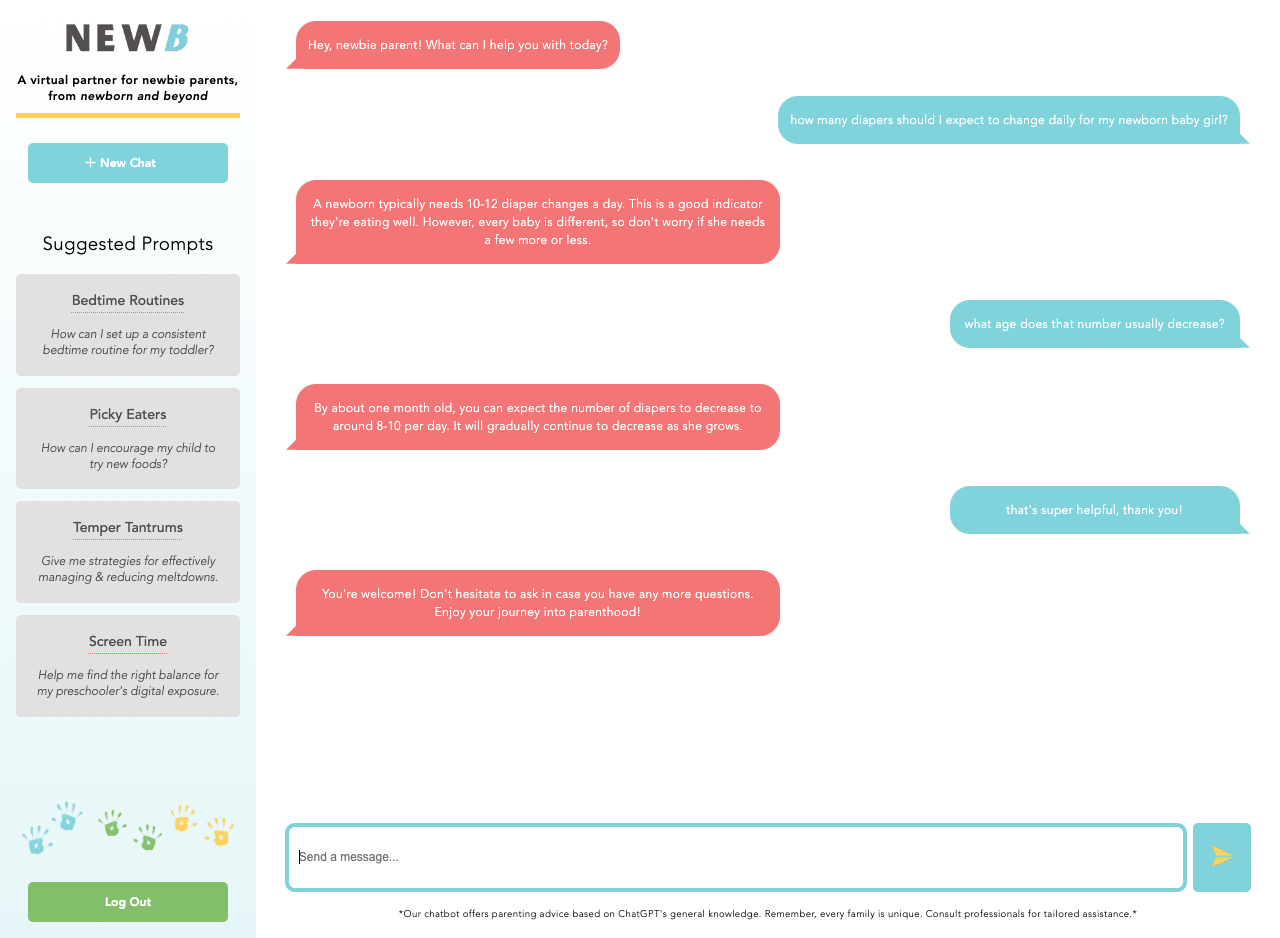 NEWB
A virtual partner for newbie parents,
from newborn and beyond
+ New Chat
Suggested Prompts
Bedtime Routines
How can I set up a consistent
bedtime routine for my toddler?
Picky Eaters
How can I encourage my child to
try new foods?
Temper Tantrums
Give me strategies for effectively
managing & reducing meltdowns.
Screen Time
Help me find the right balance for
my preschooler's digital exposure.
Log Out
Hey, newbie parent! What can I help you with today?
how many diapers should I expect to change daily for my newborn baby girl?
A newborn typically needs 10-12 diaper changes a day. This is a good indicator
they're eating well. However, every baby is different, so don't worry if she needs
a few more or less.
what age does that number usually decrease?
By about one month old, you can expect the number of diapers to decrease to
around 8-10 per day. It will gradually continue to decrease as she grows.
that's super helpful, thank you!
You're welcome! Don't hesitate to ask in case you have any more questions.
Enjoy your journey into parenthood!
Send a message...
*Our chatbot offers parenting advice based on ChatGPT's general knowledge. Remember, every family is unique. Consult professionals for tailored assistance.*